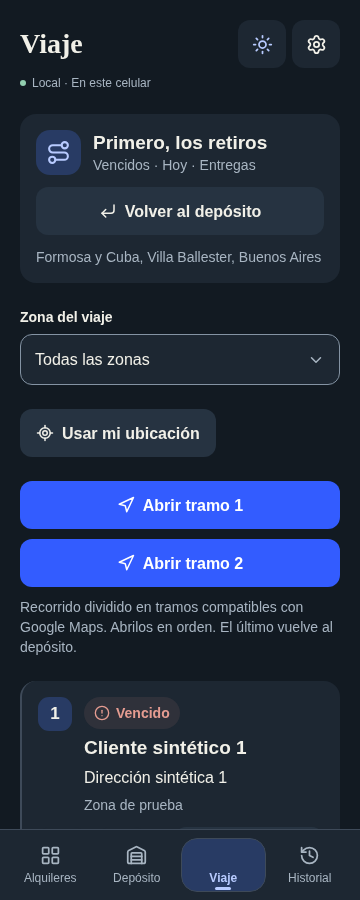 Viaje
Local · En este celular
Primero, los retiros
Vencidos · Hoy · Entregas
Volver al depósito
Formosa y Cuba, Villa Ballester, Buenos Aires
Zona del viaje
Todas las zonas
Usar mi ubicación
Abrir tramo 1
Abrir tramo 2
Recorrido dividido en tramos compatibles con
Google Maps. Abrilos en orden. El último vuelve al
depósito.
1
Vencido
Cliente sintético 1
Dirección sintética 1
Zona de prueba
Alquileres
Depósito
Viaje
Historial